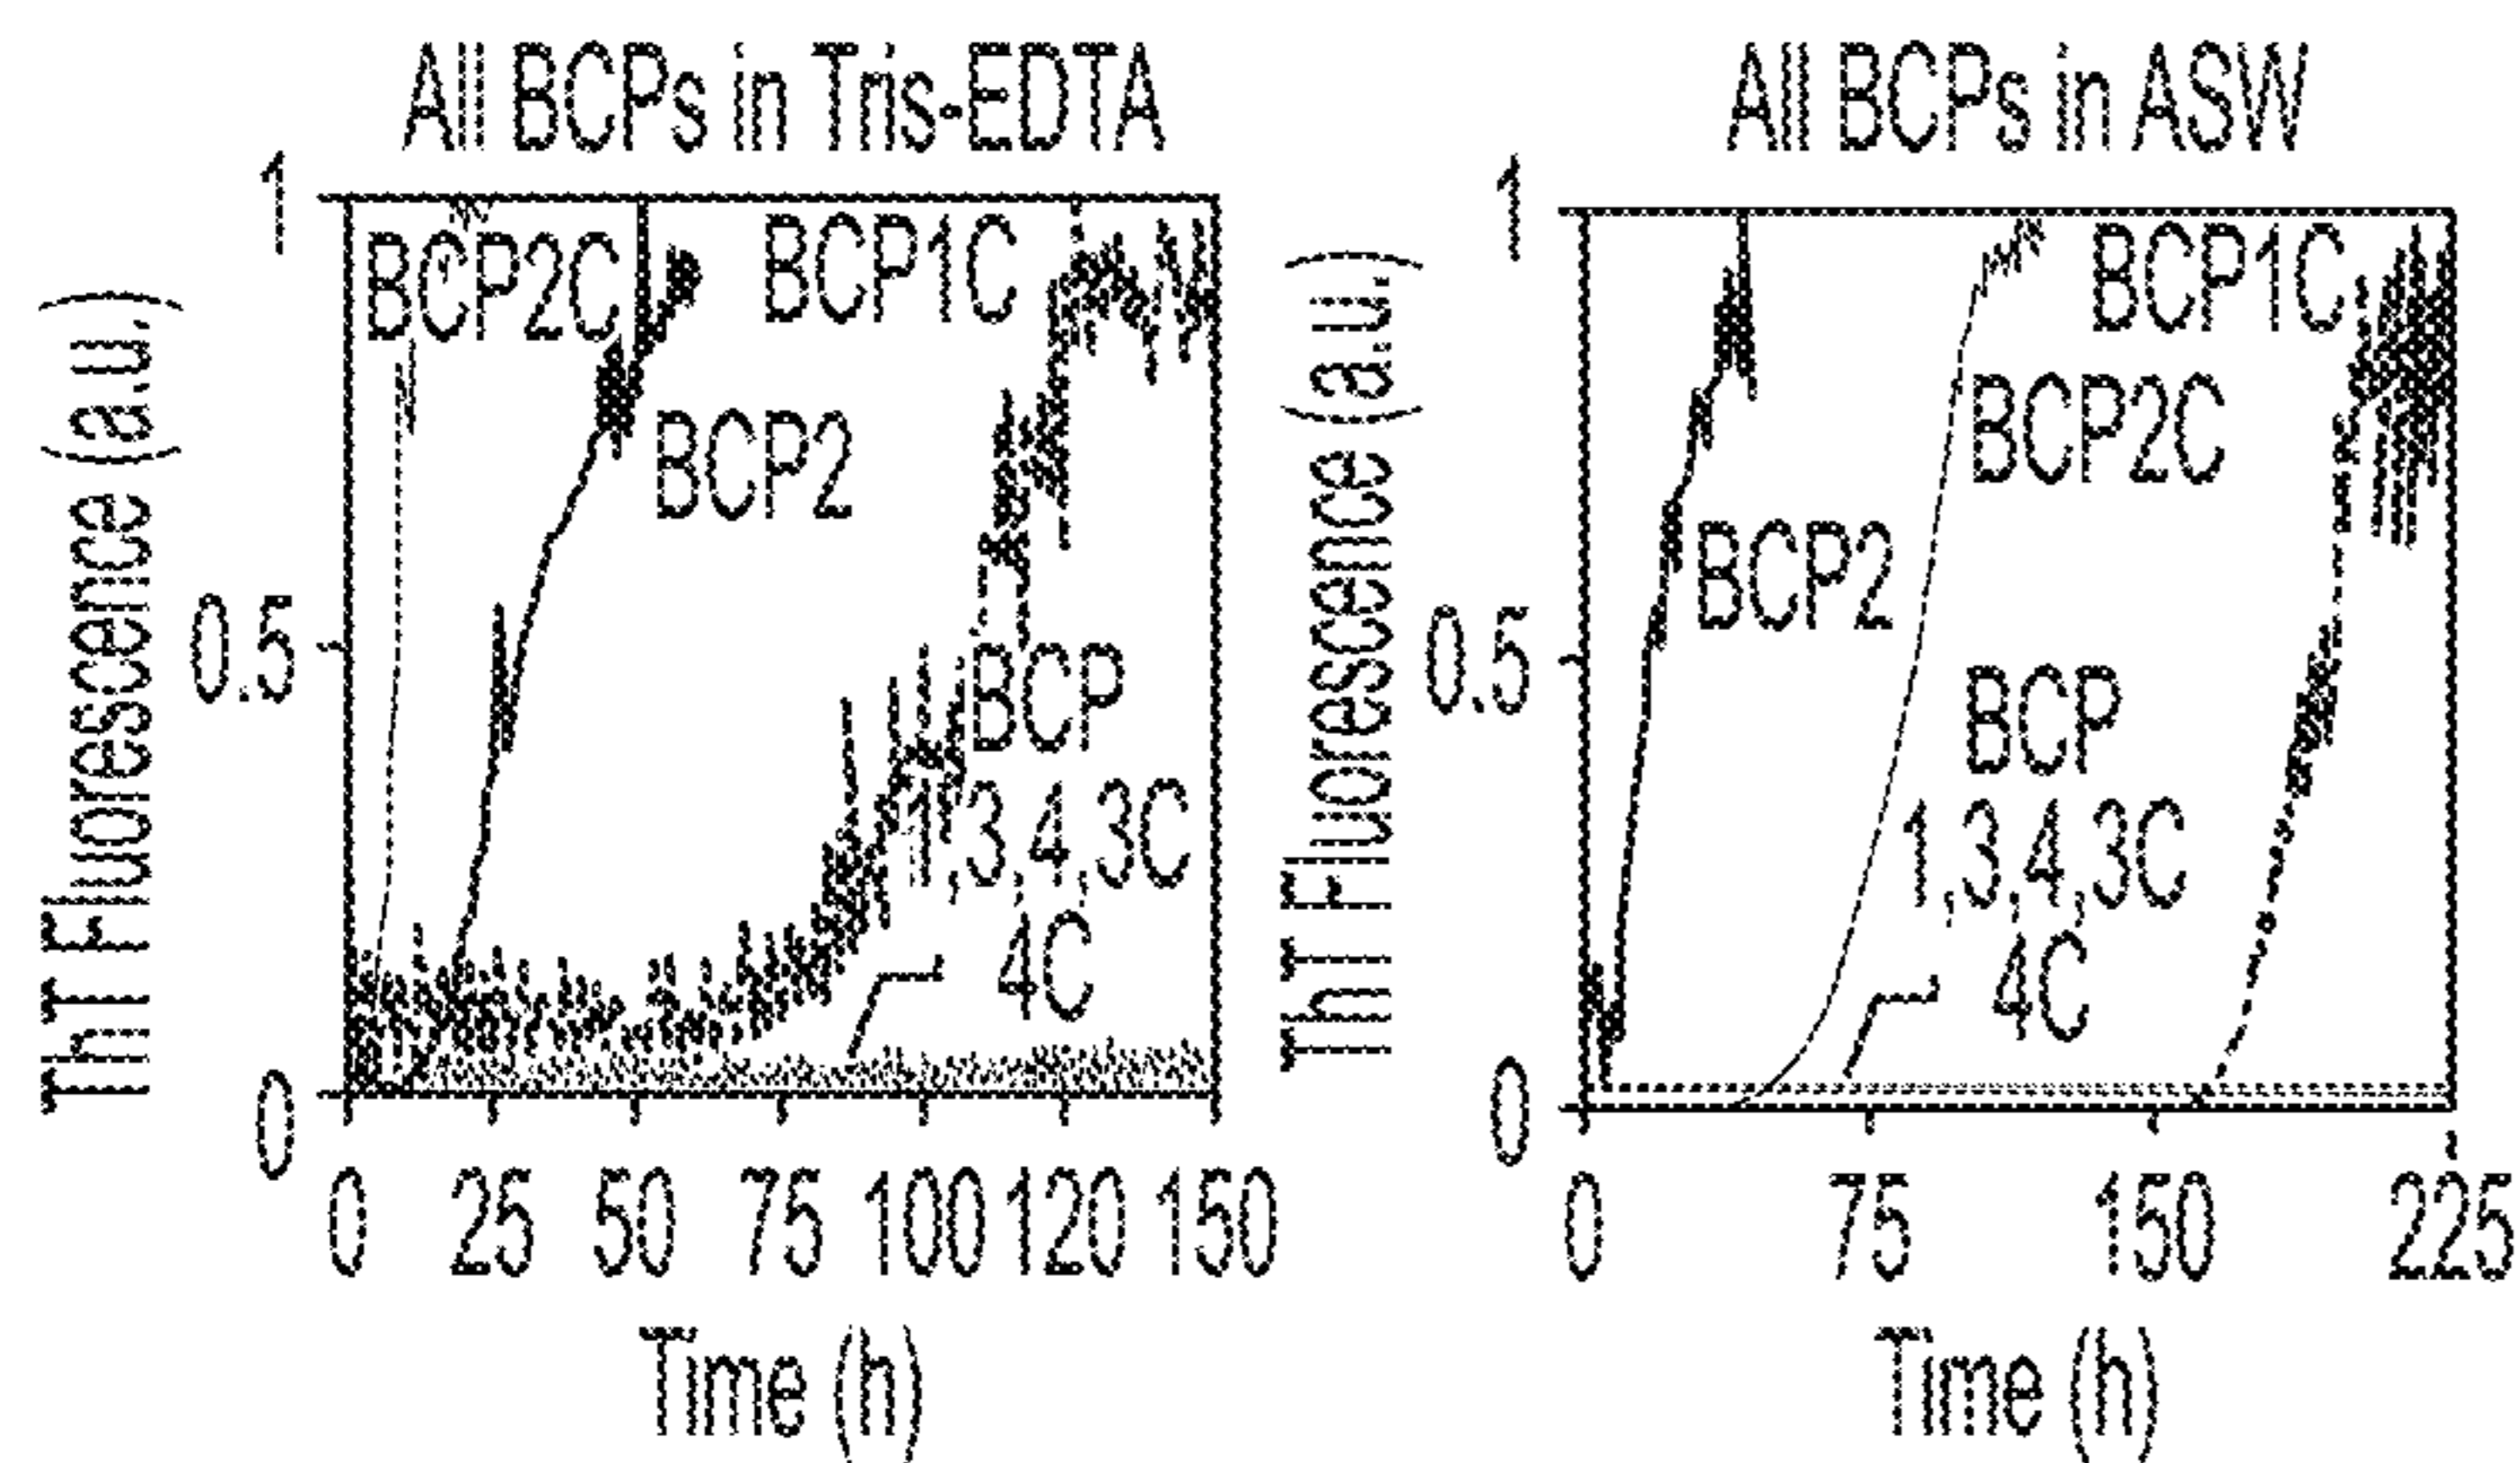 All BCPs in Tris-EDTA
ThT Fluorescence (a.u.)
1
0.5
0
BCP2C
BCP1C
BCP2
BCP
1,3,4,3C
4C
0 25 50 75 100 120 150
Time (h)
All BCPs in ASW
ThT Fluorescence (a.u.)
1
0.5
0
BCP1C
BCP2C
BCP2
BCP
1,3,4,3C
4C
0 75 150 225
Time (h)